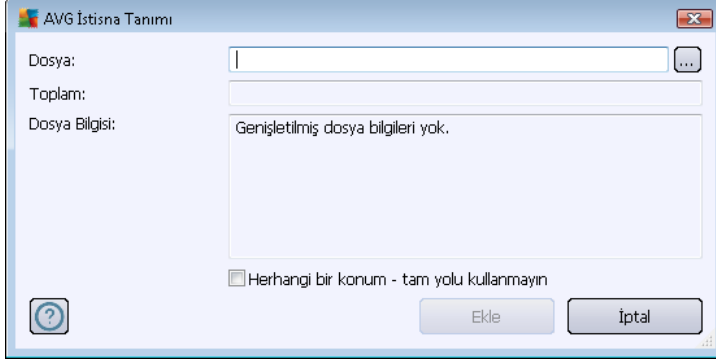 AVG İstisna Tanımı
Dosya:
...
Toplam:
Dosya Bilgisi:
Genişletilmiş dosya bilgileri yok.
Herhangi bir konum - tam yolu kullanmayın
?
Ekle
İptal